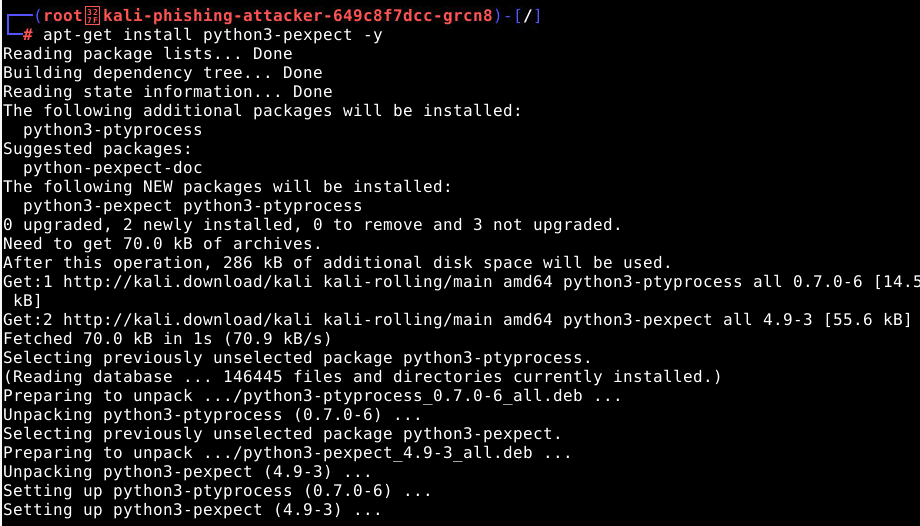 ┌──(root㉿kali-phishing-attacker-649c8f7dcc-grcn8)-[/]
└─# apt-get install python3-pexpect -y
Reading package lists... Done
Building dependency tree... Done
Reading state information... Done
The following additional packages will be installed:
  python3-ptyprocess
Suggested packages:
  python-pexpect-doc
The following NEW packages will be installed:
  python3-pexpect python3-ptyprocess
0 upgraded, 2 newly installed, 0 to remove and 3 not upgraded.
Need to get 70.0 kB of archives.
After this operation, 286 kB of additional disk space will be used.
Get:1 http://kali.download/kali kali-rolling/main amd64 python3-ptyprocess all 0.7.0-6 [14.5
 kB]
Get:2 http://kali.download/kali kali-rolling/main amd64 python3-pexpect all 4.9-3 [55.6 kB]
Fetched 70.0 kB in 1s (70.9 kB/s)
Selecting previously unselected package python3-ptyprocess.
(Reading database ... 146445 files and directories currently installed.)
Preparing to unpack .../python3-ptyprocess_0.7.0-6_all.deb ...
Unpacking python3-ptyprocess (0.7.0-6) ...
Selecting previously unselected package python3-pexpect.
Preparing to unpack .../python3-pexpect_4.9-3_all.deb ...
Unpacking python3-pexpect (4.9-3) ...
Setting up python3-ptyprocess (0.7.0-6) ...
Setting up python3-pexpect (4.9-3) ...